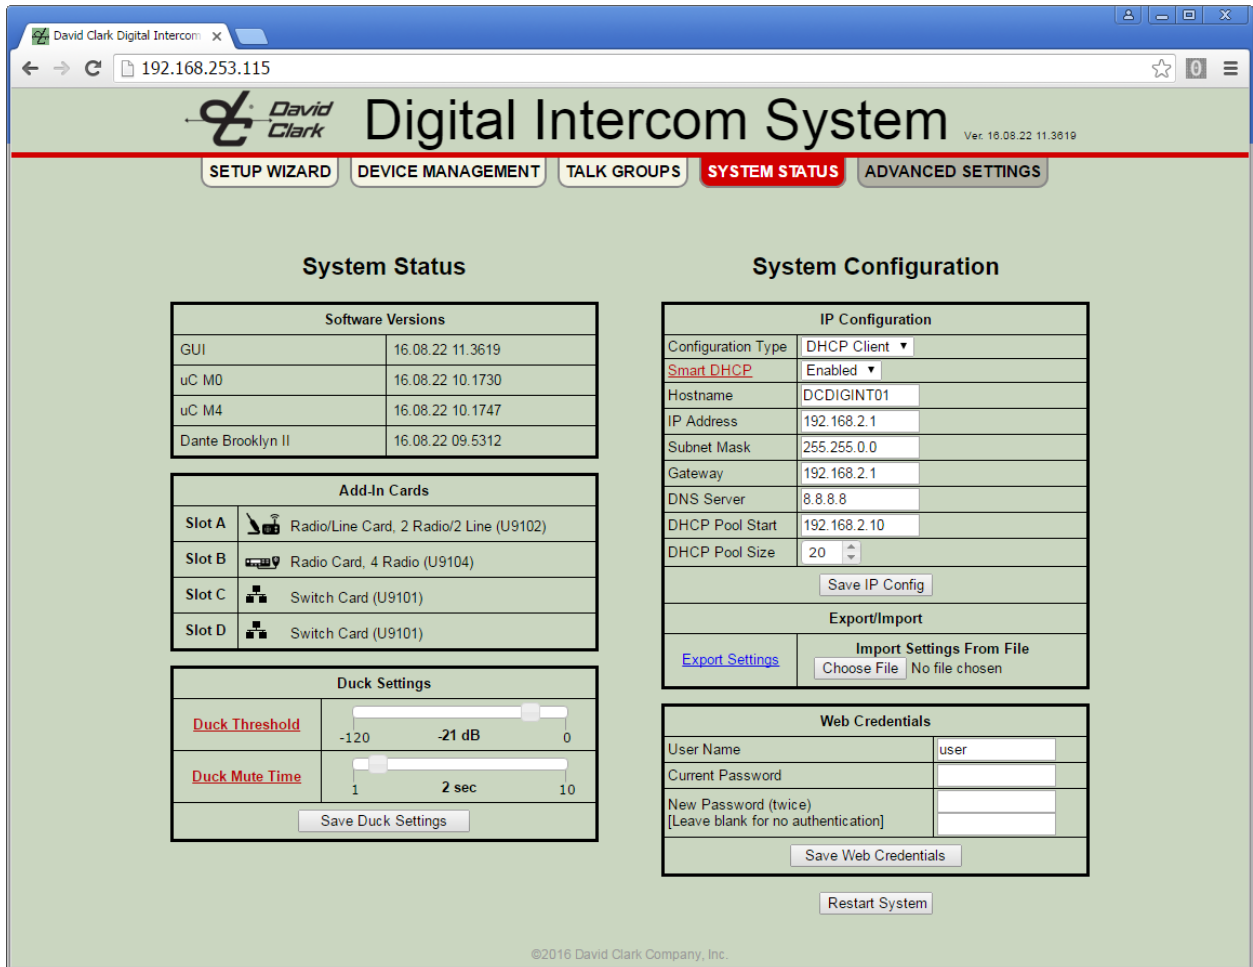 David Clark Digital Intercom
192.168.253.115
David Clark
Digital Intercom System
Ver. 16.08.22 11.3619
SETUP WIZARD
DEVICE MANAGEMENT
TALK GROUPS
SYSTEM STATUS
ADVANCED SETTINGS
System Status
Software Versions
GUI 16.08.22 11.3619
uC M0 16.08.22 10.1730
uC M4 16.08.22 10.1747
Dante Brooklyn II 16.08.22 09.5312
Add-In Cards
Slot A Radio/Line Card, 2 Radio/2 Line (U9102)
Slot B Radio Card, 4 Radio (U9104)
Slot C Switch Card (U9101)
Slot D Switch Card (U9101)
Duck Settings
Duck Threshold -120 -21 dB 0
Duck Mute Time 1 2 sec 10
Save Duck Settings
System Configuration
IP Configuration
Configuration Type DHCP Client
Smart DHCP Enabled
Hostname DCDIGINT01
IP Address 192.168.2.1
Subnet Mask 255.255.0.0
Gateway 192.168.2.1
DNS Server 8.8.8.8
DHCP Pool Start 192.168.2.10
DHCP Pool Size 20
Save IP Config
Export/Import
Export Settings
Import Settings From File
Choose File No file chosen
Web Credentials
User Name user
Current Password
New Password (twice)
[Leave blank for no authentication]
Save Web Credentials
Restart System
©2016 David Clark Company, Inc.